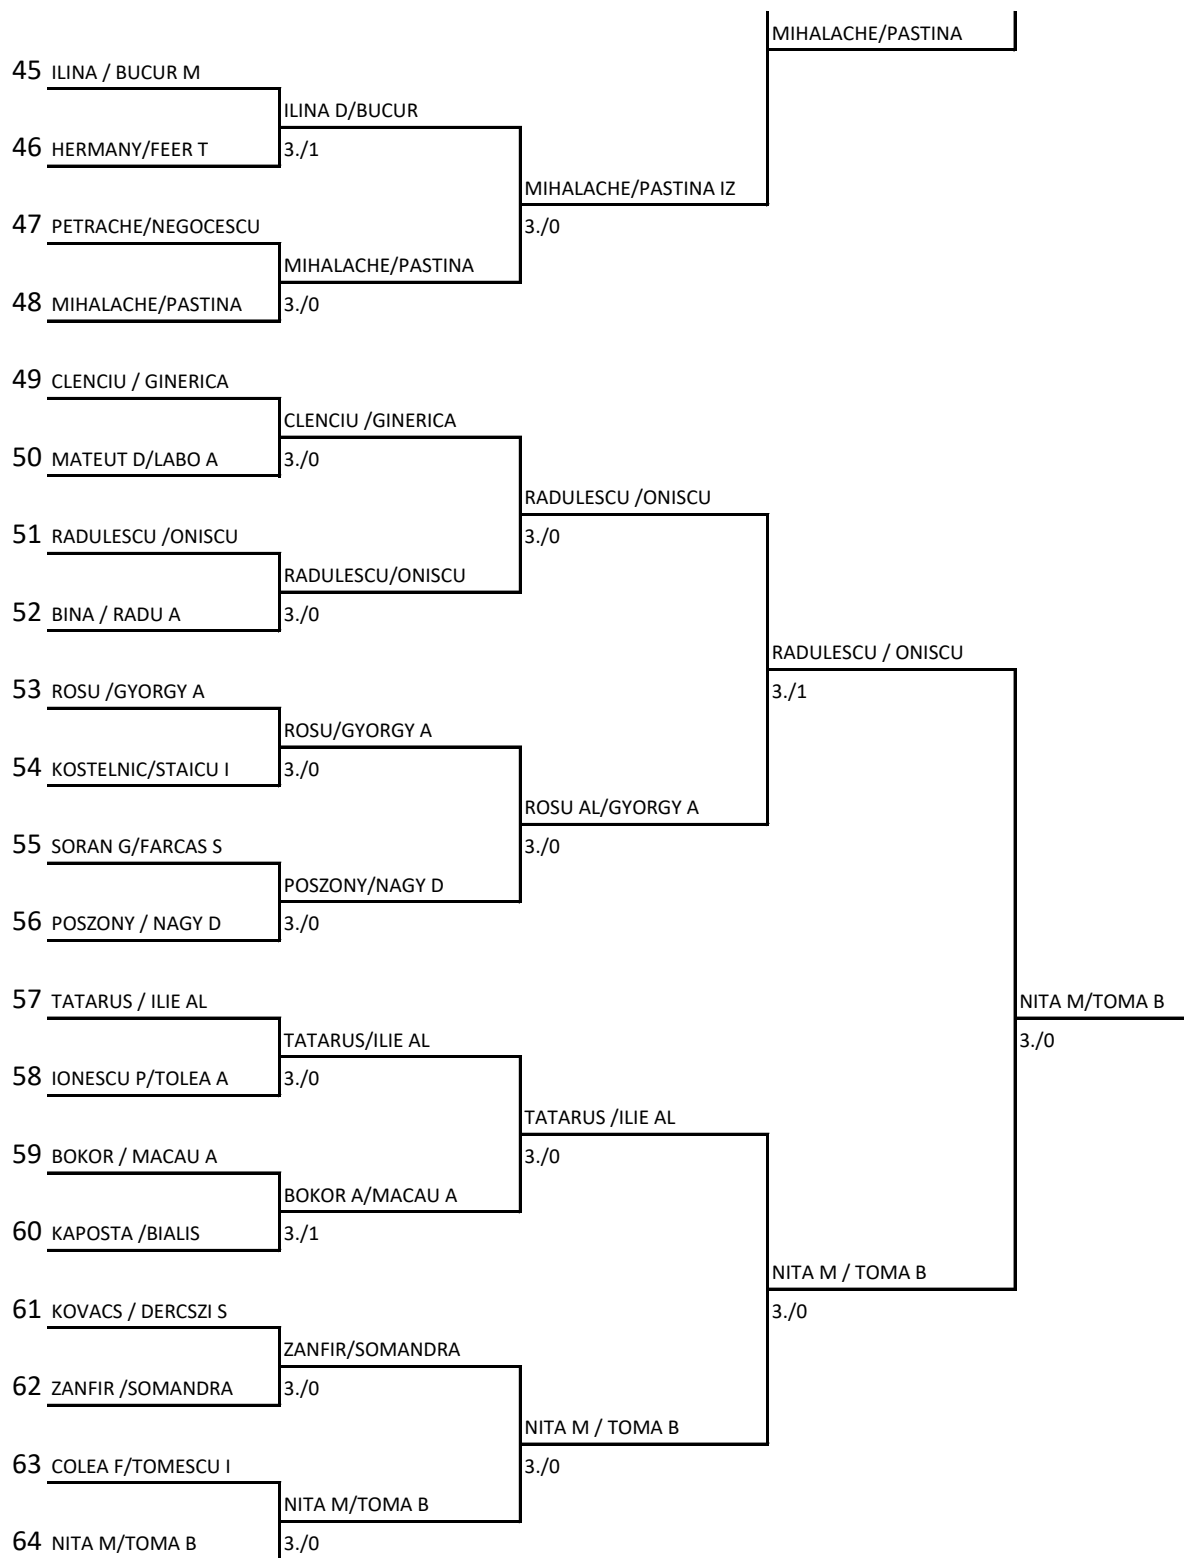 MIHALACHE/PASTINA
45 ILINA / BUCUR M
ILINA D/BUCUR
46 HERMANY/FEER T
3./1
MIHALACHE/PASTINA IZ
47 PETRACHE/NEGOCESCU
3./0
MIHALACHE/PASTINA
48 MIHALACHE/PASTINA
3./0
49 CLENCIU / GINERICA
CLENCIU /GINERICA
50 MATEUT D/LABO A
3./0
RADULESCU /ONISCU
51 RADULESCU /ONISCU
3./0
RADULESCU/ONISCU
52 BINA / RADU A
3./0
RADULESCU / ONISCU
53 ROSU /GYORGY A
3./1
ROSU/GYORGY A
54 KOSTELNIC/STAICU I
3./0
ROSU AL/GYORGY A
55 SORAN G/FARCAS S
3./0
POSZONY/NAGY D
56 POSZONY / NAGY D
3./0
57 TATARUS / ILIE AL
NITA M/TOMA B
TATARUS/ILIE AL
3./0
58 IONESCU P/TOLEA A
3./0
TATARUS /ILIE AL
59 BOKOR / MACAU A
3./0
BOKOR A/MACAU A
60 KAPOSTA /BIALIS
3./1
NITA M / TOMA B
61 KOVACS / DERCSZI S
3./0
ZANFIR/SOMANDRA
62 ZANFIR /SOMANDRA
3./0
NITA M / TOMA B
63 COLEA F/TOMESCU I
3./0
NITA M/TOMA B
64 NITA M/TOMA B
3./0